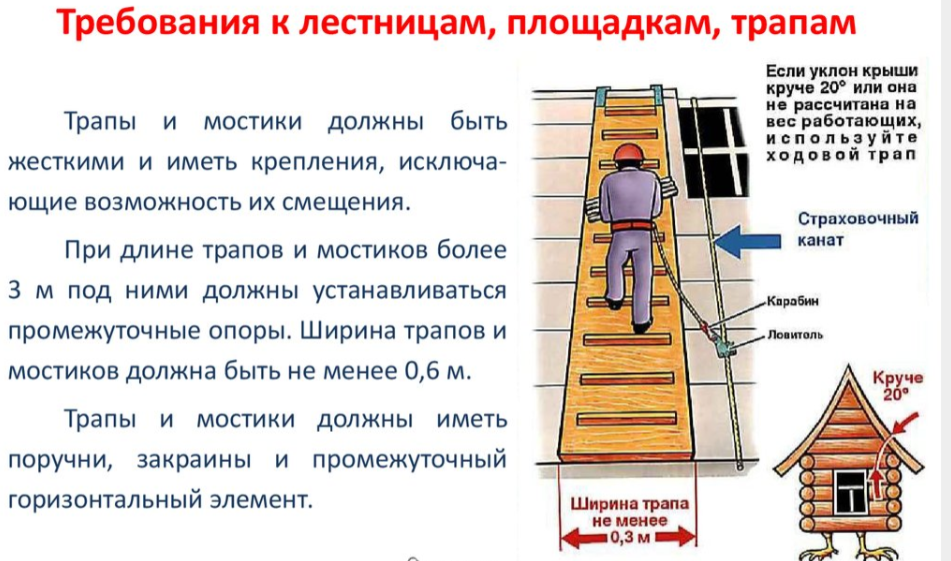 Требования к лестницам, площадкам, трапам
Трапы и мостики должны быть
жесткими и иметь крепления, исключа-
ющие возможность их смещения.
При длине трапов и мостиков более
3 м под ними должны устанавливаться
промежуточные опоры. Ширина трапов и
мостиков должна быть не менее 0,6 м.
Трапы и мостики должны иметь
поручни, закраины и промежуточный
горизонтальный элемент.
Если уклон крыши
круче 20° или она
не рассчитана на
вес работающих,
используйте
ходовой трап
Страховочный
канат
Карабин
Ловитель
Круче
20°
Ширина трапа
не менее
0,3 м